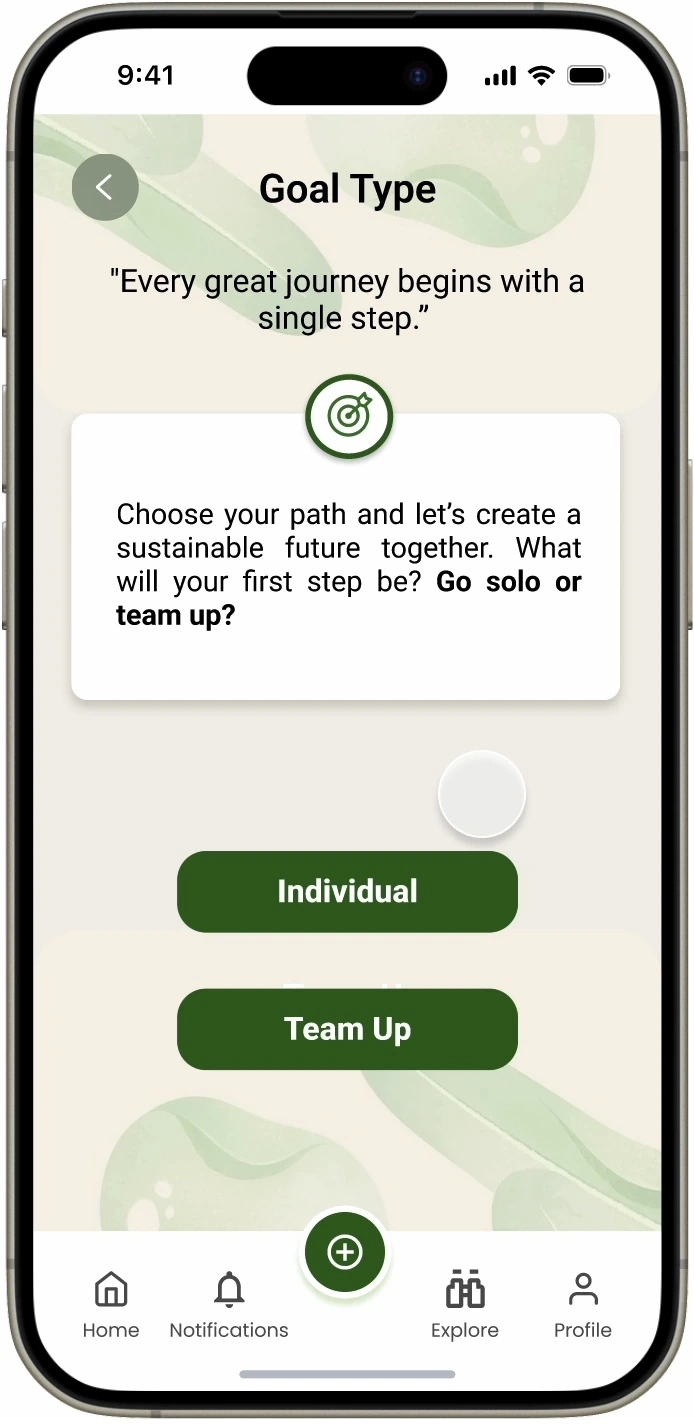 9:41
Goal Type
"Every great journey begins with a
single step.”
Choose your path and let’s create a
sustainable future together. What
will your first step be? Go solo or
team up?
Individual
Team Up
Home
Notifications
Explore
Profile